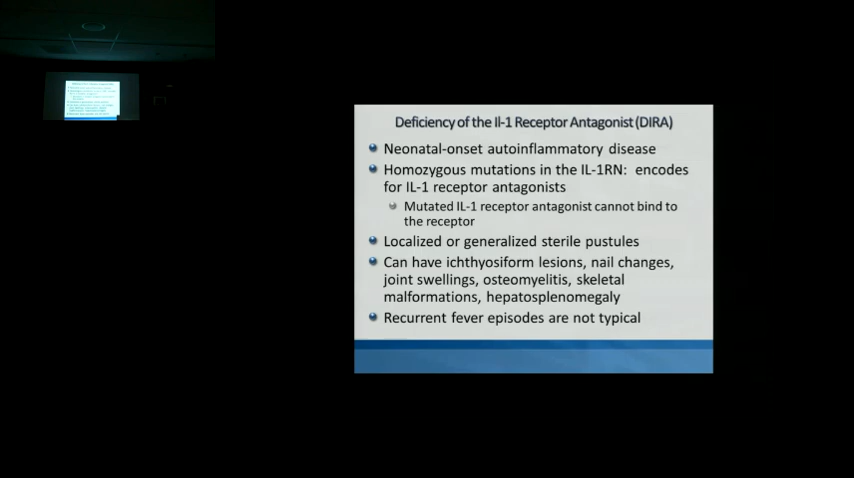 Deficiency of the Il-1 Receptor Antagonist (DIRA)
Neonatal-onset autoinflammatory disease
Homozygous mutations in the IL-1RN:  encodes
for IL-1 receptor antagonists
Mutated IL-1 receptor antagonist cannot bind to
the receptor
Localized or generalized sterile pustules
Can have ichthyosiform lesions, nail changes,
joint swellings, osteomyelitis, skeletal
malformations, hepatosplenomegaly
Recurrent fever episodes are not typical